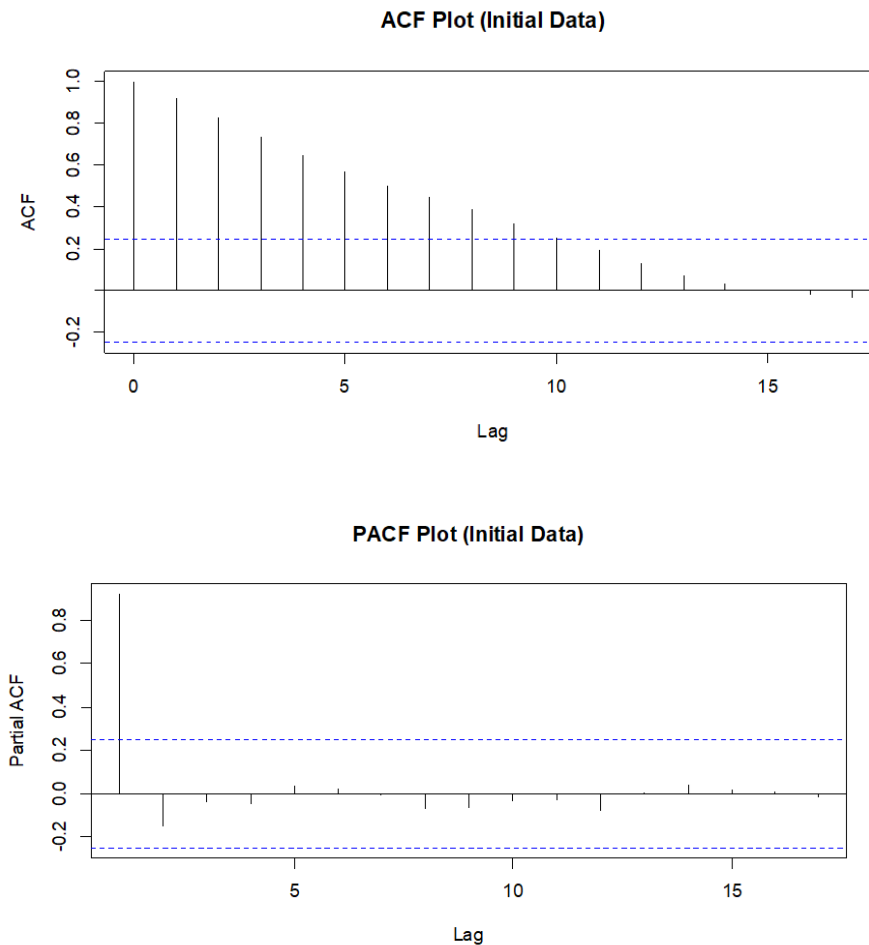 ACF Plot (Initial Data)
ACF
1.0
0.8
0.6
0.4
0.2
-0.2
0 5 10 15
Lag
PACF Plot (Initial Data)
Partial ACF
0.8
0.6
0.4
0.2
0.0
-0.2
5 10 15
Lag